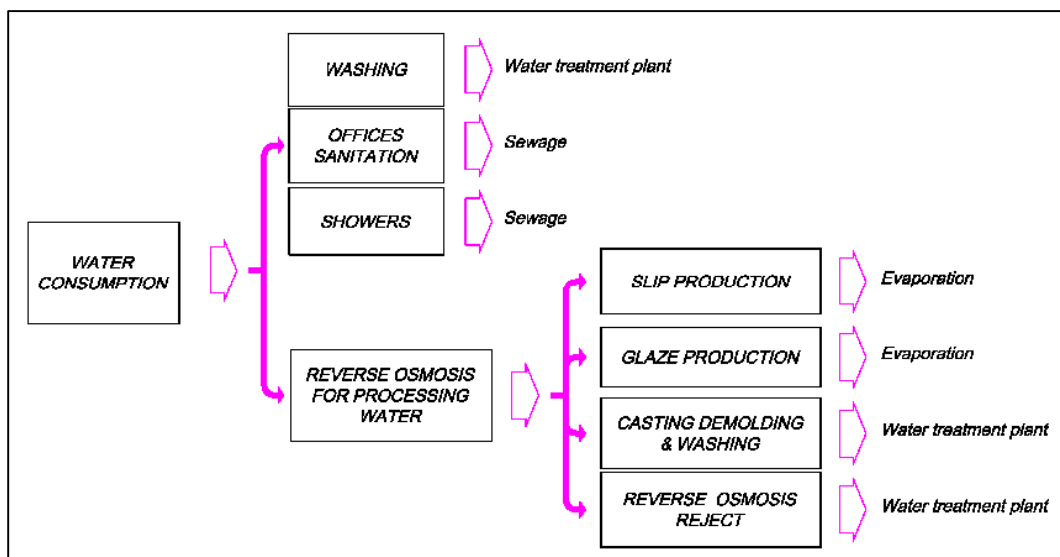 WASHING
Water treatment plant
OFFICES
SANITATION
Sewage
SHOWERS
Sewage
WATER
CONSUMPTION
SLIP PRODUCTION
Evaporation
GLAZE PRODUCTION
Evaporation
REVERSE OSMOSIS
FOR PROCESSING
WATER
CASTING DEMOLDING
& WASHING
Water treatment plant
REVERSE OSMOSIS
REJECT
Water treatment plant